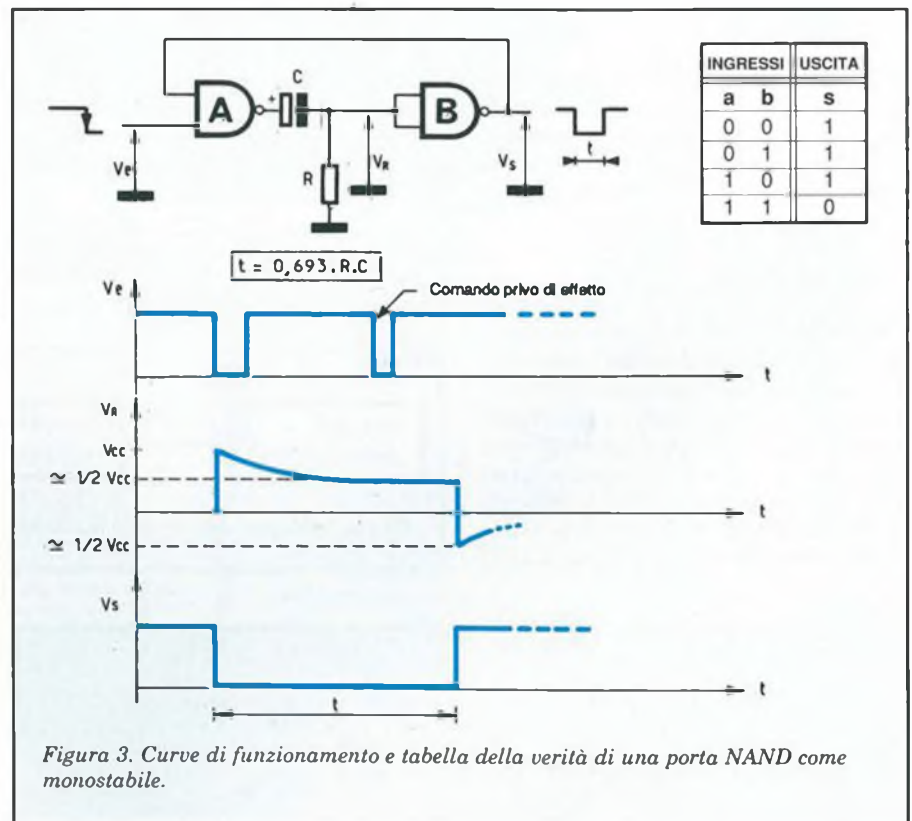 INGRESSI USCITA
a b s
0 0 1
0 1 1
1 0 1
1 1 0
C
+
A
B
Ve
R
VR
Vs
t
t = 0,693.R.C
Ve
Comando privo di effetto
t
VR
Vcc
≃ 1/2 Vcc
t
≃ 1/2 Vcc
Vs
t
t
Figura 3. Curve di funzionamento e tabella della verità di una porta NAND come
monostabile.